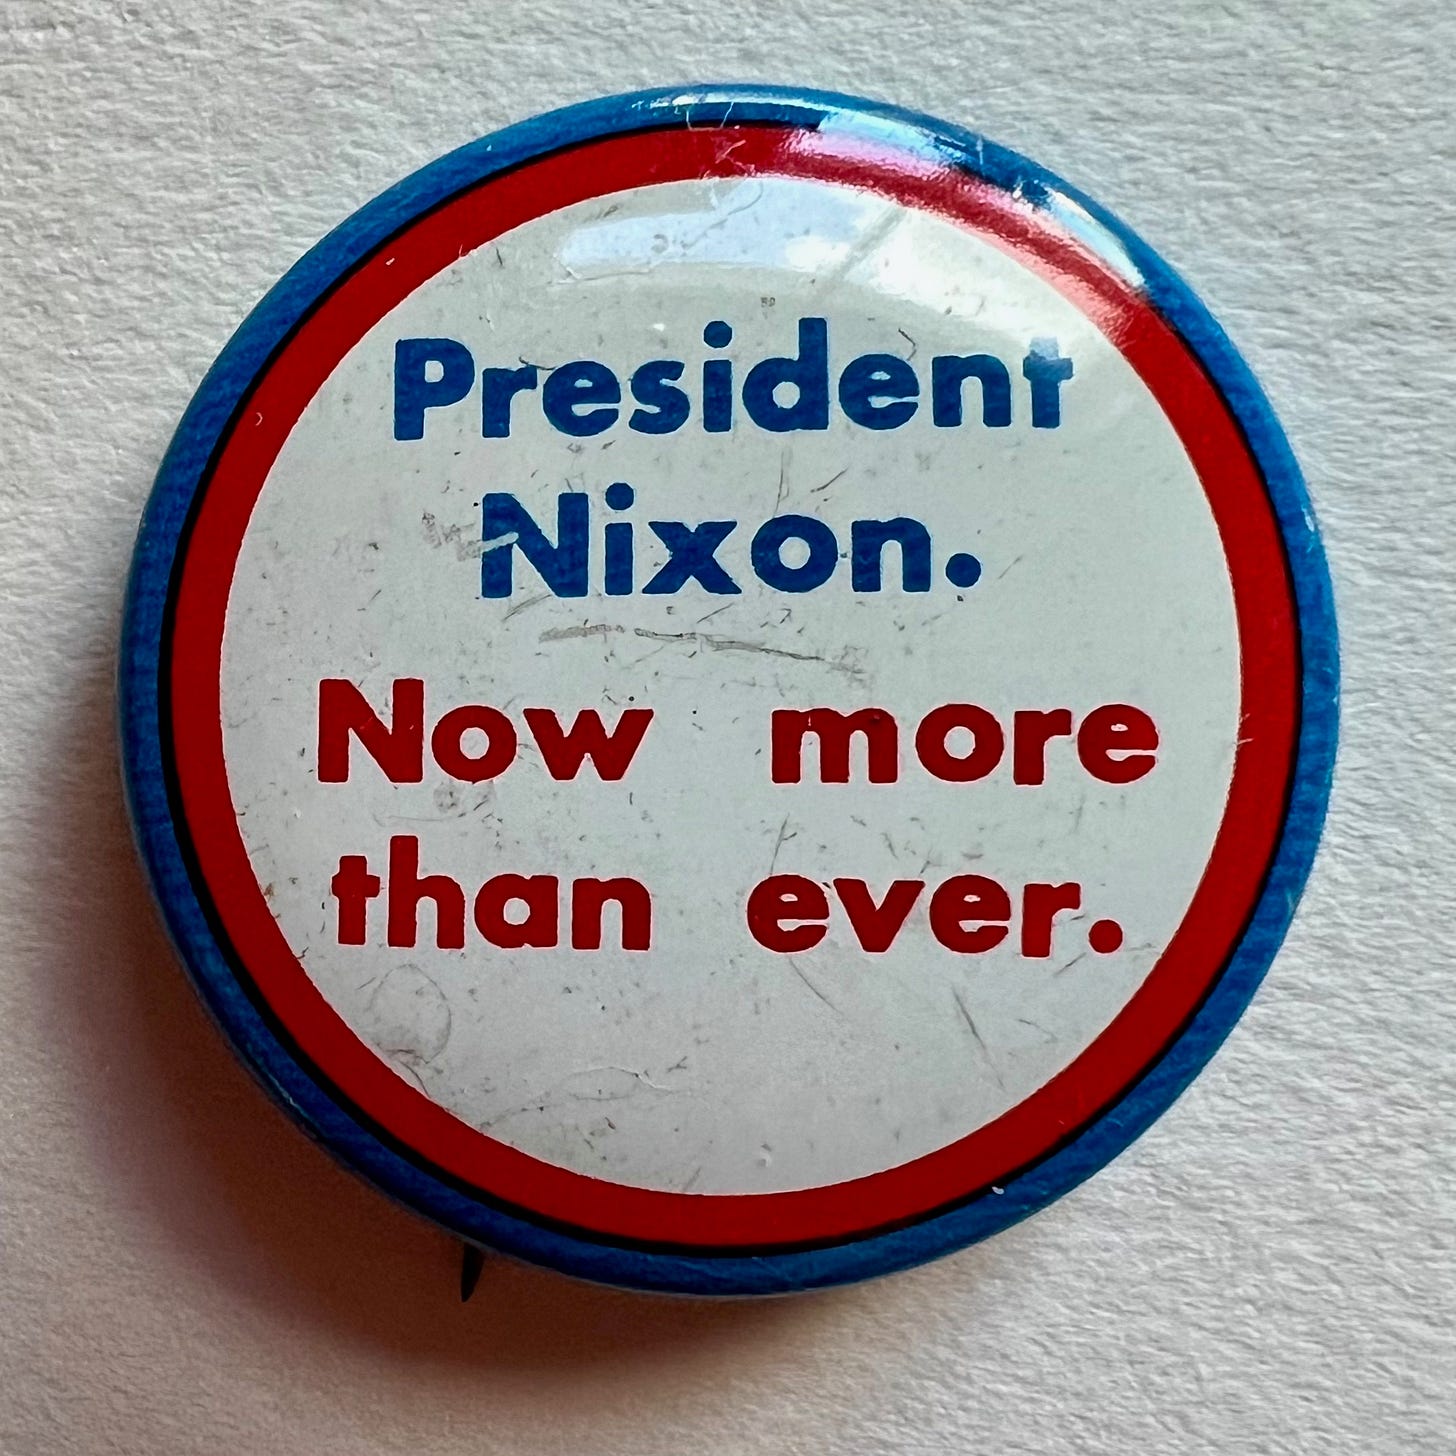 President
Nixon.
Now more
than ever.